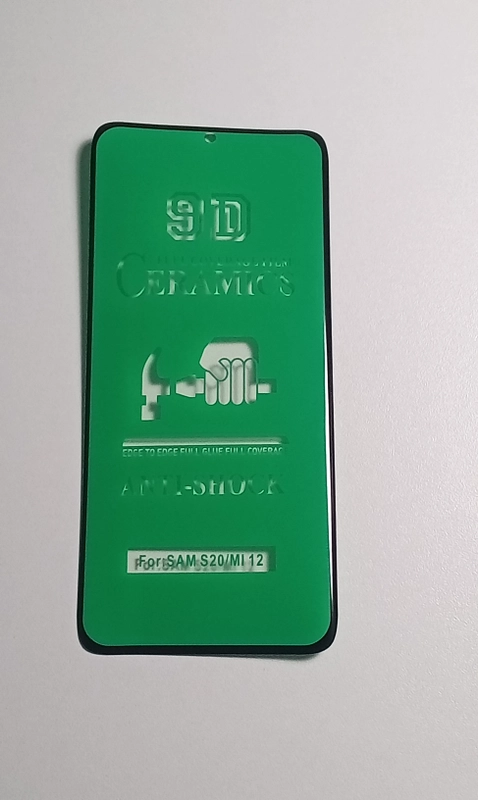 9D
CERAMICS
EDGE TO EDGE FULL GLUE FULL COVERAG
ANTI-SHOCK
For SAM S20/MI 12